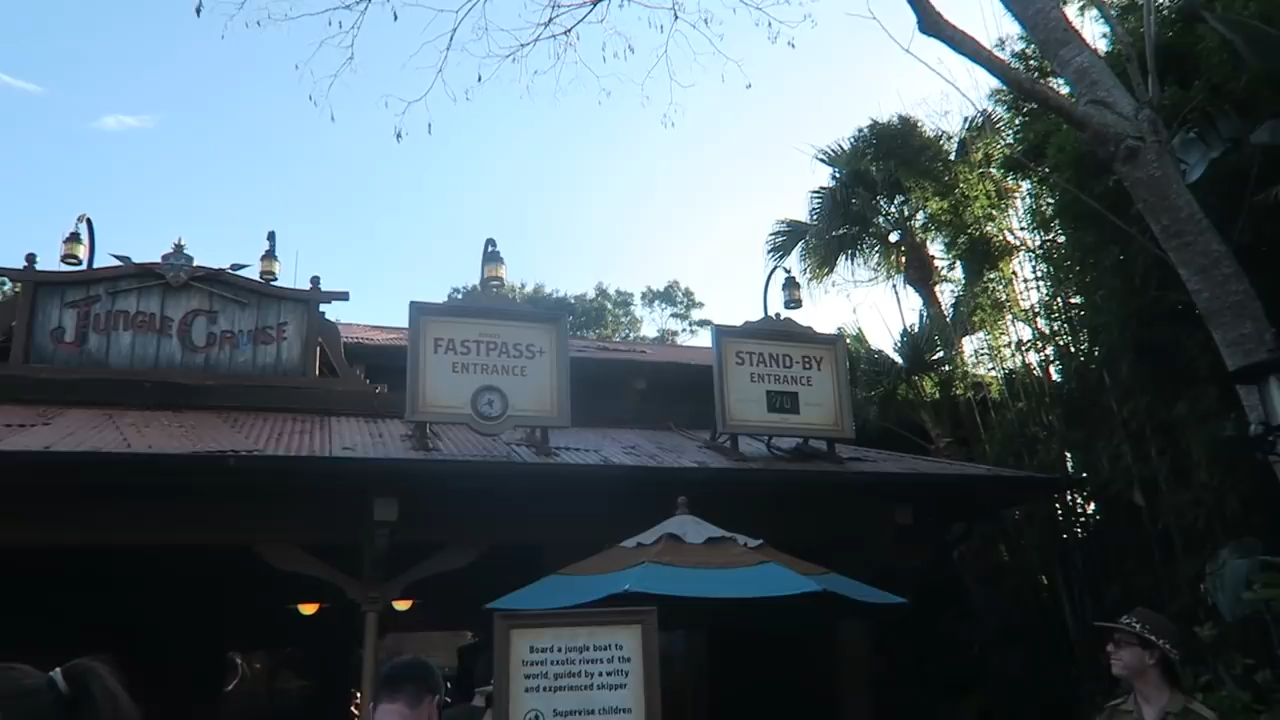 Jungle Cruise
FASTPASS+
ENTRANCE
STAND-BY
ENTRANCE
70
Board a jungle boat to
travel exotic rivers of the
world, guided by a witty
and experienced skipper
Supervise children